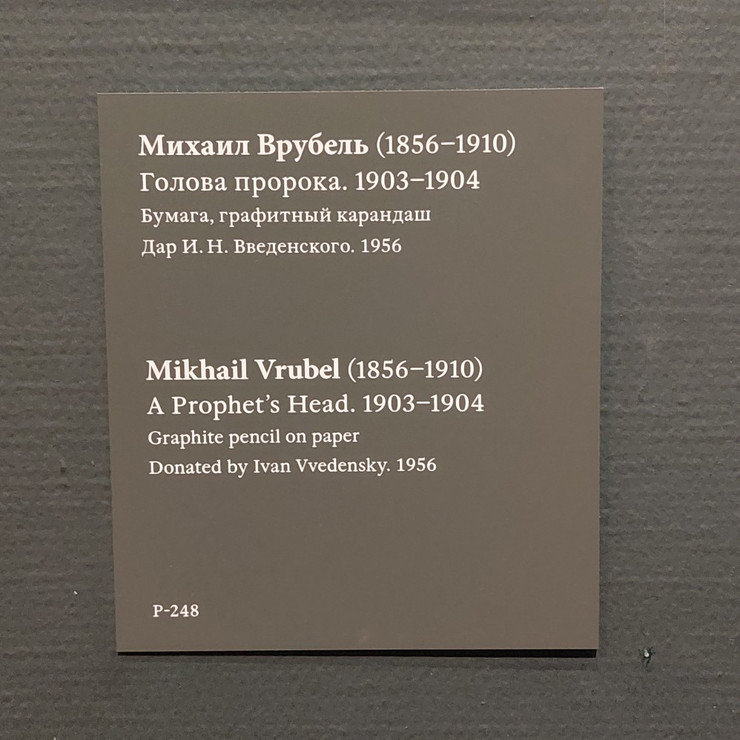 Михаил Врубель (1856–1910)
Голова пророка. 1903–1904
Бумага, графитный карандаш
Дар И. Н. Введенского. 1956
Mikhail Vrubel (1856–1910)
A Prophet’s Head. 1903–1904
Graphite pencil on paper
Donated by Ivan Vvedensky. 1956
Р-248